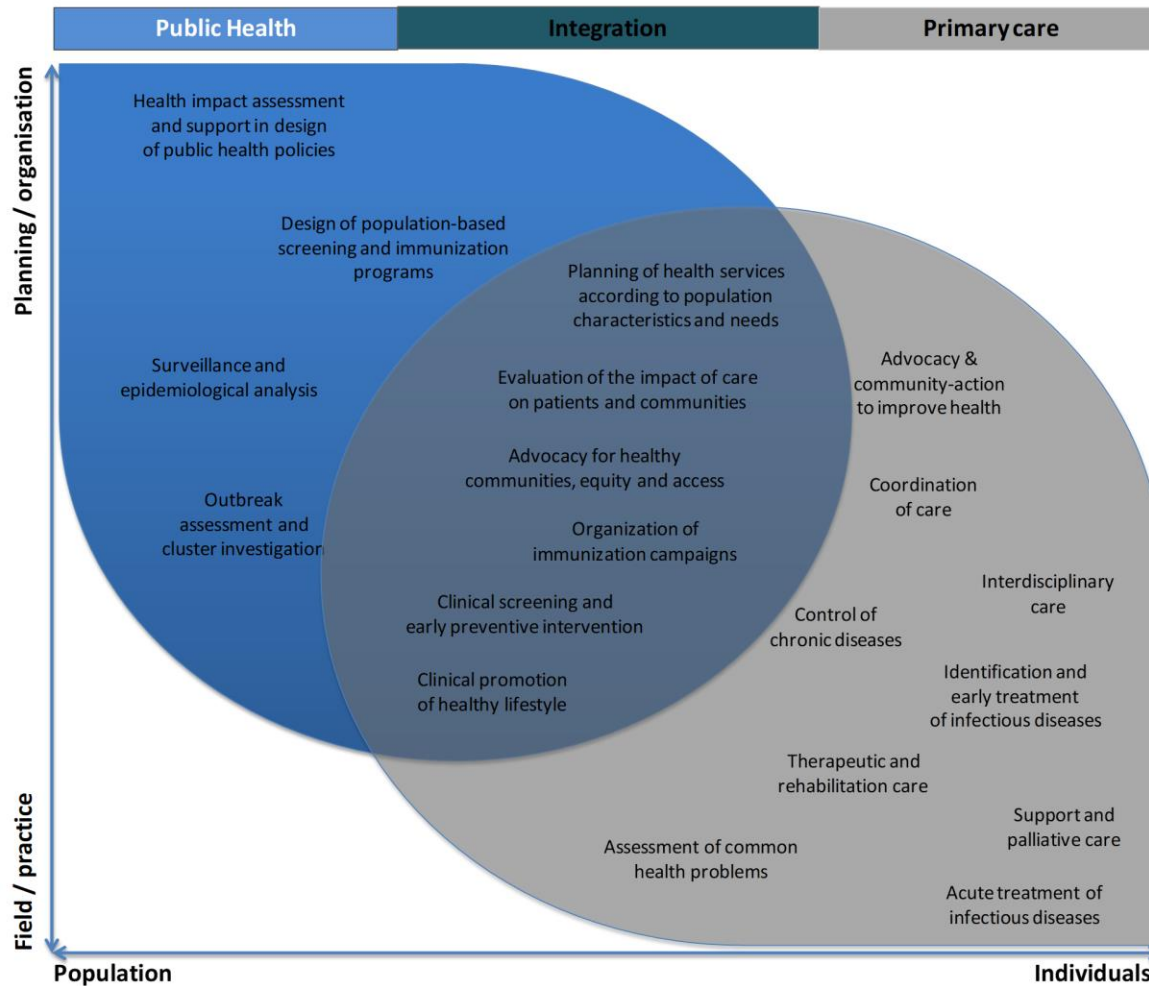 Public Health
Integration
Primary care
Planning / organisation
Field / practice
Health impact assessment
and support in design
of public health policies
Design of population-based
screening and immunization
programs
Surveillance and
epidemiological analysis
Outbreak
assessment and
cluster investigation
Planning of health services
according to population
characteristics and needs
Evaluation of the impact of care
on patients and communities
Advocacy for healthy
communities, equity and access
Organization of
immunization campaigns
Clinical screening and
early preventive intervention
Clinical promotion
of healthy lifestyle
Advocacy &
community-action
to improve health
Coordination
of care
Interdisciplinary
care
Control of
chronic diseases
Identification and
early treatment
of infectious diseases
Therapeutic and
rehabilitation care
Support and
palliative care
Assessment of common
health problems
Acute treatment of
infectious diseases
Population
Individuals